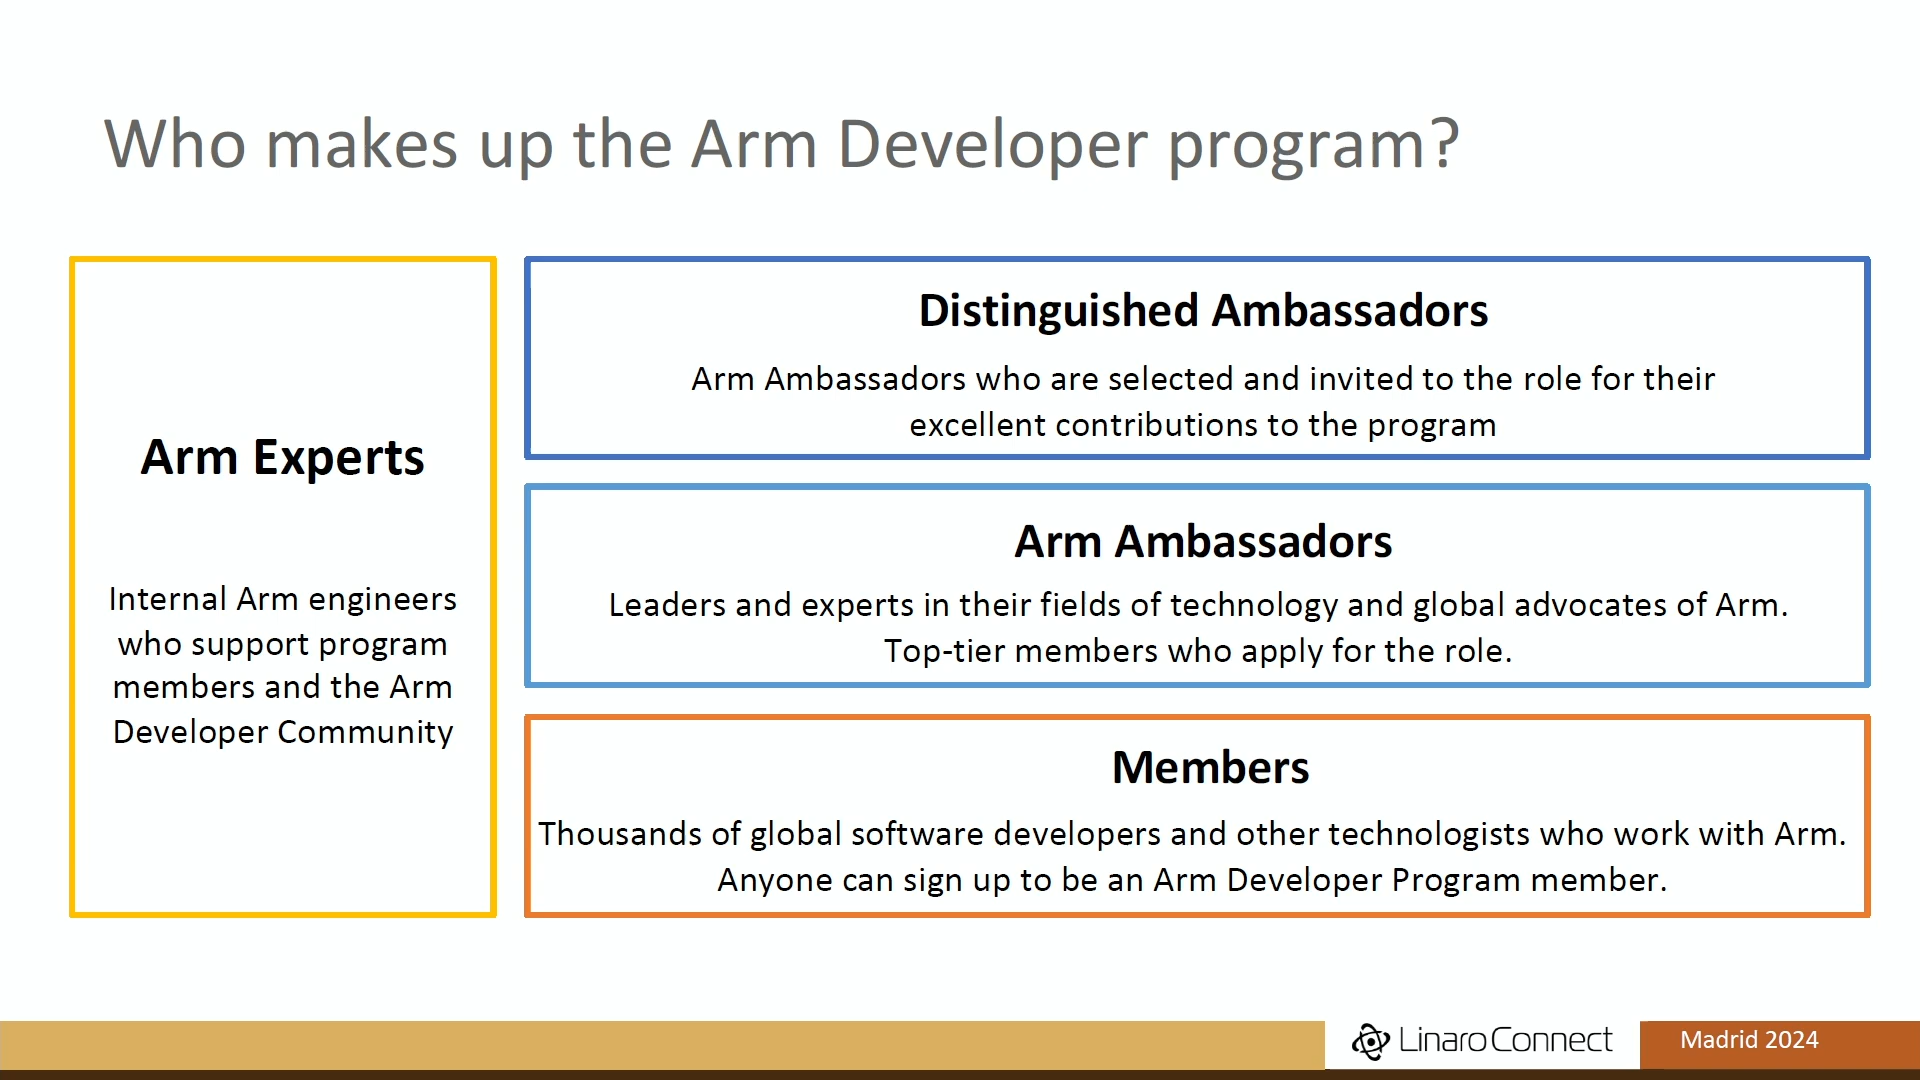 Who makes up the Arm Developer program?
Arm Experts
Internal Arm engineers
who support program
members and the Arm
Developer Community
Distinguished Ambassadors
Arm Ambassadors who are selected and invited to the role for their
excellent contributions to the program
Arm Ambassadors
Leaders and experts in their fields of technology and global advocates of Arm.
Top-tier members who apply for the role.
Members
Thousands of global software developers and other technologists who work with Arm.
Anyone can sign up to be an Arm Developer Program member.
Linaro Connect
Madrid 2024